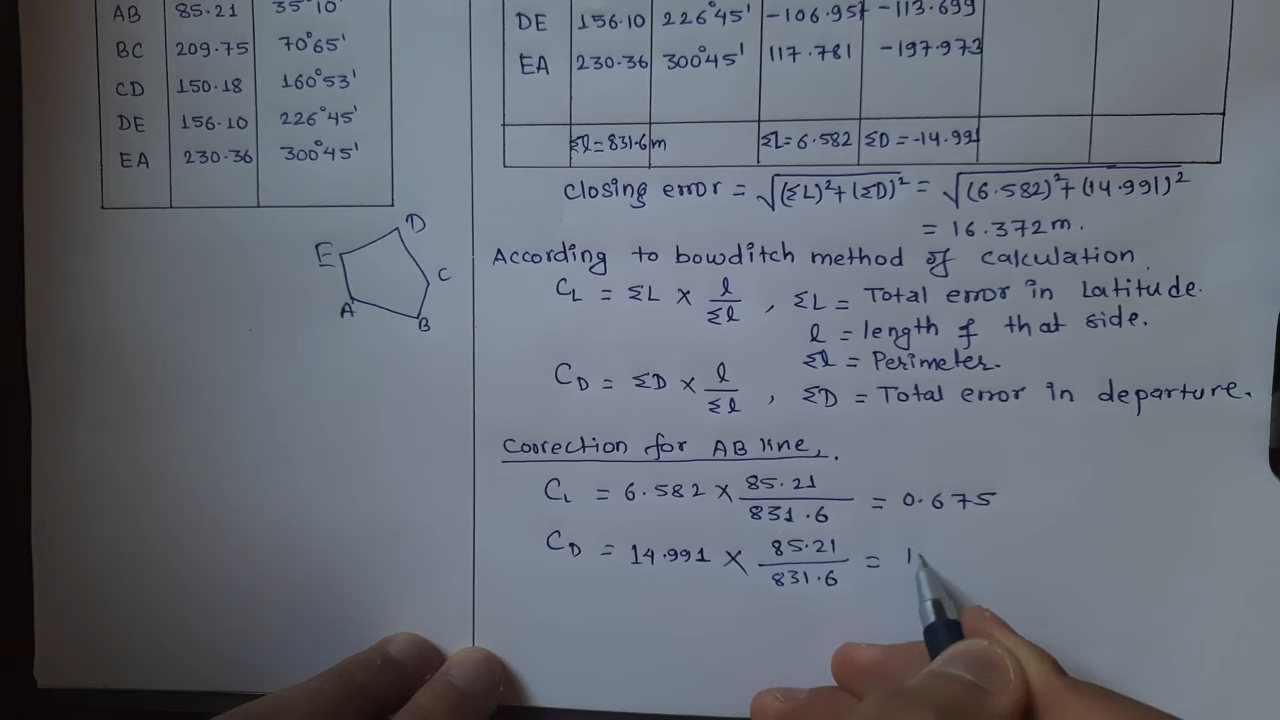 AB 85.21 35°10'
BC 209.75 70°65'
CD 150.18 160°53'
DE 156.10 226°45'
EA 230.36 300°45'
E D C A B
DE 156.10 226°45' -106.957 -113.699
EA 230.36 300°45' 117.781 -197.973
Σl = 831.6m ΣL = 6.582 ΣD = -14.991
Closing error = √(ΣL)²+(ΣD)² = √(6.582)²+(14.991)²
= 16.372m.
According to bowditch method of calculation.
CL = ΣL × l/Σl , ΣL = Total error in Latitude.
l = length of that side.
Σl = Perimeter.
CD = ΣD × l/Σl , ΣD = Total error in departure.
Correction for AB line,.
CL = 6.582 × 85.21/831.6 = 0.675
CD = 14.991 × 85.21/831.6 = 1